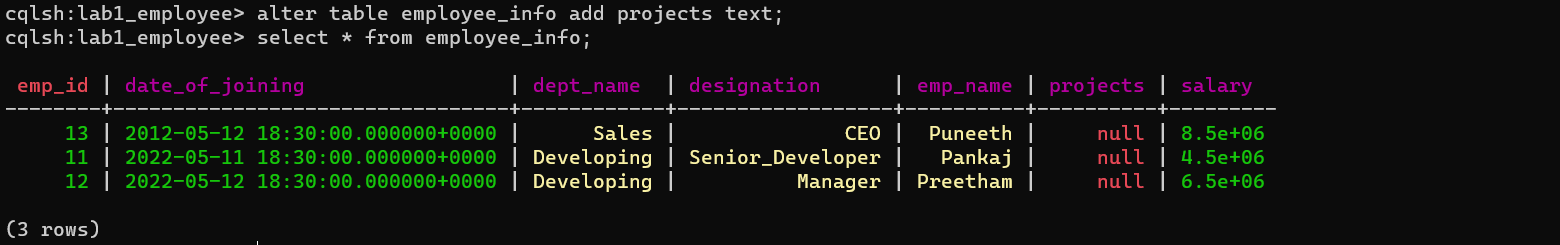 cqlsh:lab1_employee> alter table employee_info add projects text;
cqlsh:lab1_employee> select * from employee_info;
 emp_id | date_of_joining                 | dept_name  | designation      | emp_name | projects | salary
--------+---------------------------------+------------+------------------+----------+----------+---------
     13 | 2012-05-12 18:30:00.000000+0000 |      Sales |              CEO |  Puneeth |     null | 8.5e+06
     11 | 2022-05-11 18:30:00.000000+0000 | Developing | Senior_Developer |   Pankaj |     null | 4.5e+06
     12 | 2022-05-12 18:30:00.000000+0000 | Developing |          Manager | Preetham |     null | 6.5e+06
(3 rows)